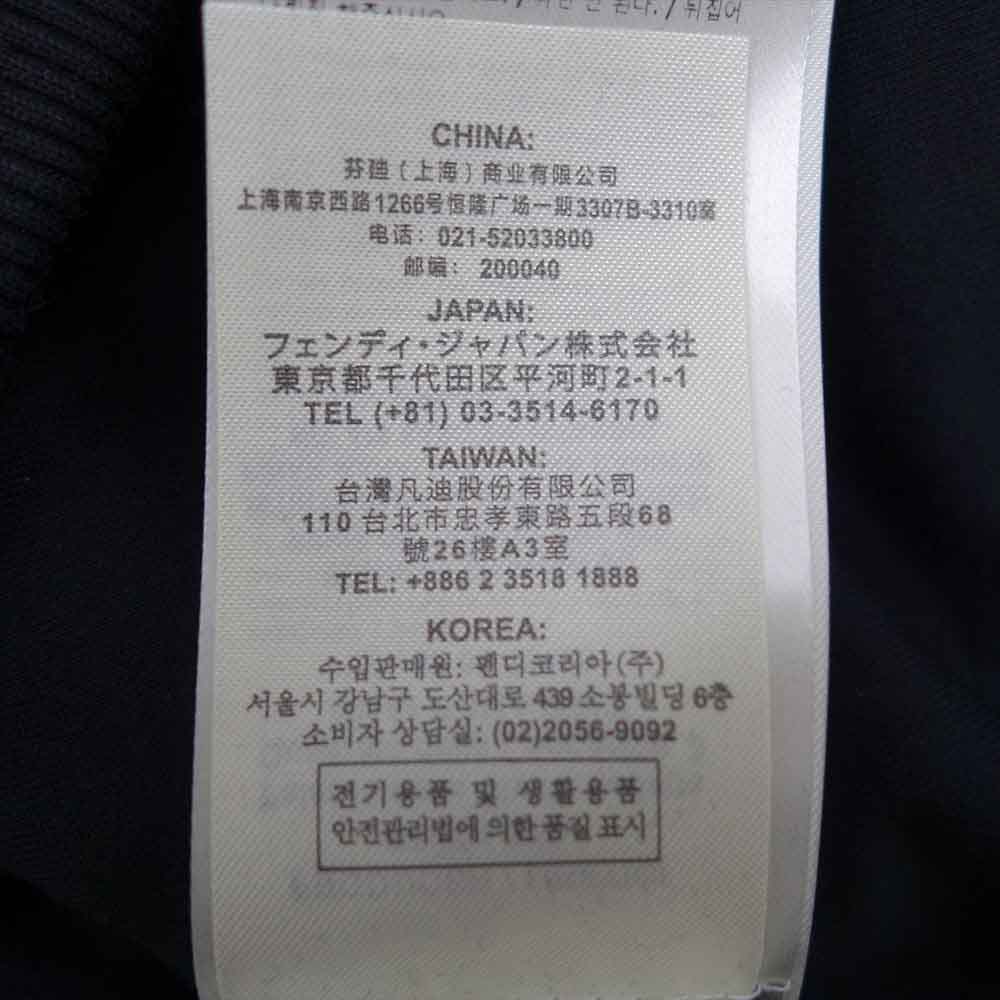 된다. / 뒤집어
CHINA:
芬迪（上海）商业有限公司
上海南京西路1266号恒隆广场一期3307B-3310室
电话：021-52033800
邮编：200040
JAPAN:
フェンディ・ジャパン株式会社
東京都千代田区平河町2-1-1
TEL (+81) 03-3514-6170
TAIWAN:
台灣凡迪股份有限公司
110 台北市忠孝東路五段68
號26樓A3室
TEL: +886 2 3518 1888
KOREA:
수입판매원: 펜디코리아(주)
서울시 강남구 도산대로 439 소봉빌딩 6층
소비자 상담실: (02)2056-9092
전기용품 및 생활용품
안전관리법에 의한 품질 표시